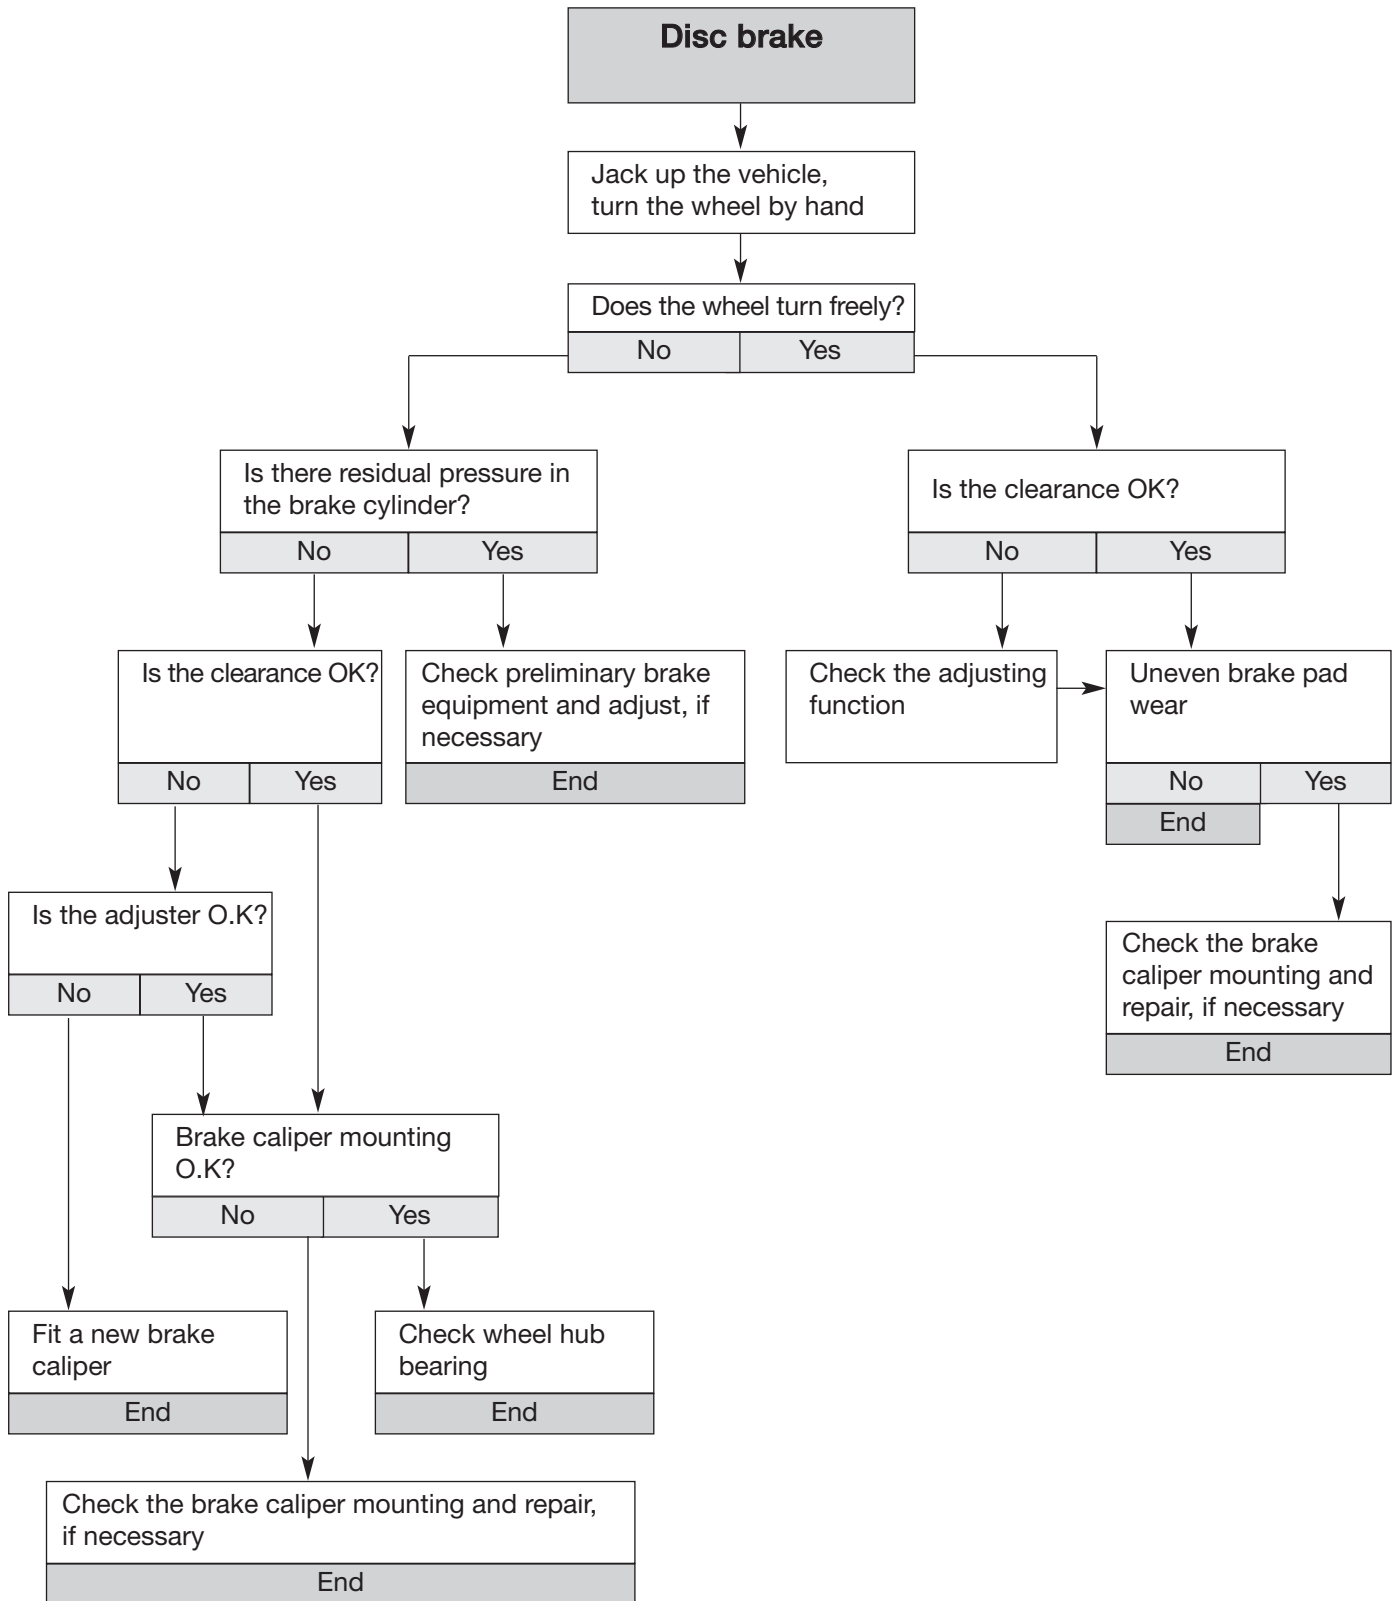 Disc brake
Jack up the vehicle,
turn the wheel by hand
Does the wheel turn freely?
No
Yes
Is there residual pressure in
the brake cylinder?
No
Yes
Is the clearance OK?
No
Yes
Is the clearance OK?
No
Yes
Check preliminary brake
equipment and adjust, if
necessary
End
Check the adjusting
function
Uneven brake pad
wear
No
Yes
End
Is the adjuster O.K?
No
Yes
Check the brake
caliper mounting and
repair, if necessary
End
Brake caliper mounting
O.K?
No
Yes
Fit a new brake
caliper
End
Check wheel hub
bearing
End
Check the brake caliper mounting and repair,
if necessary
End